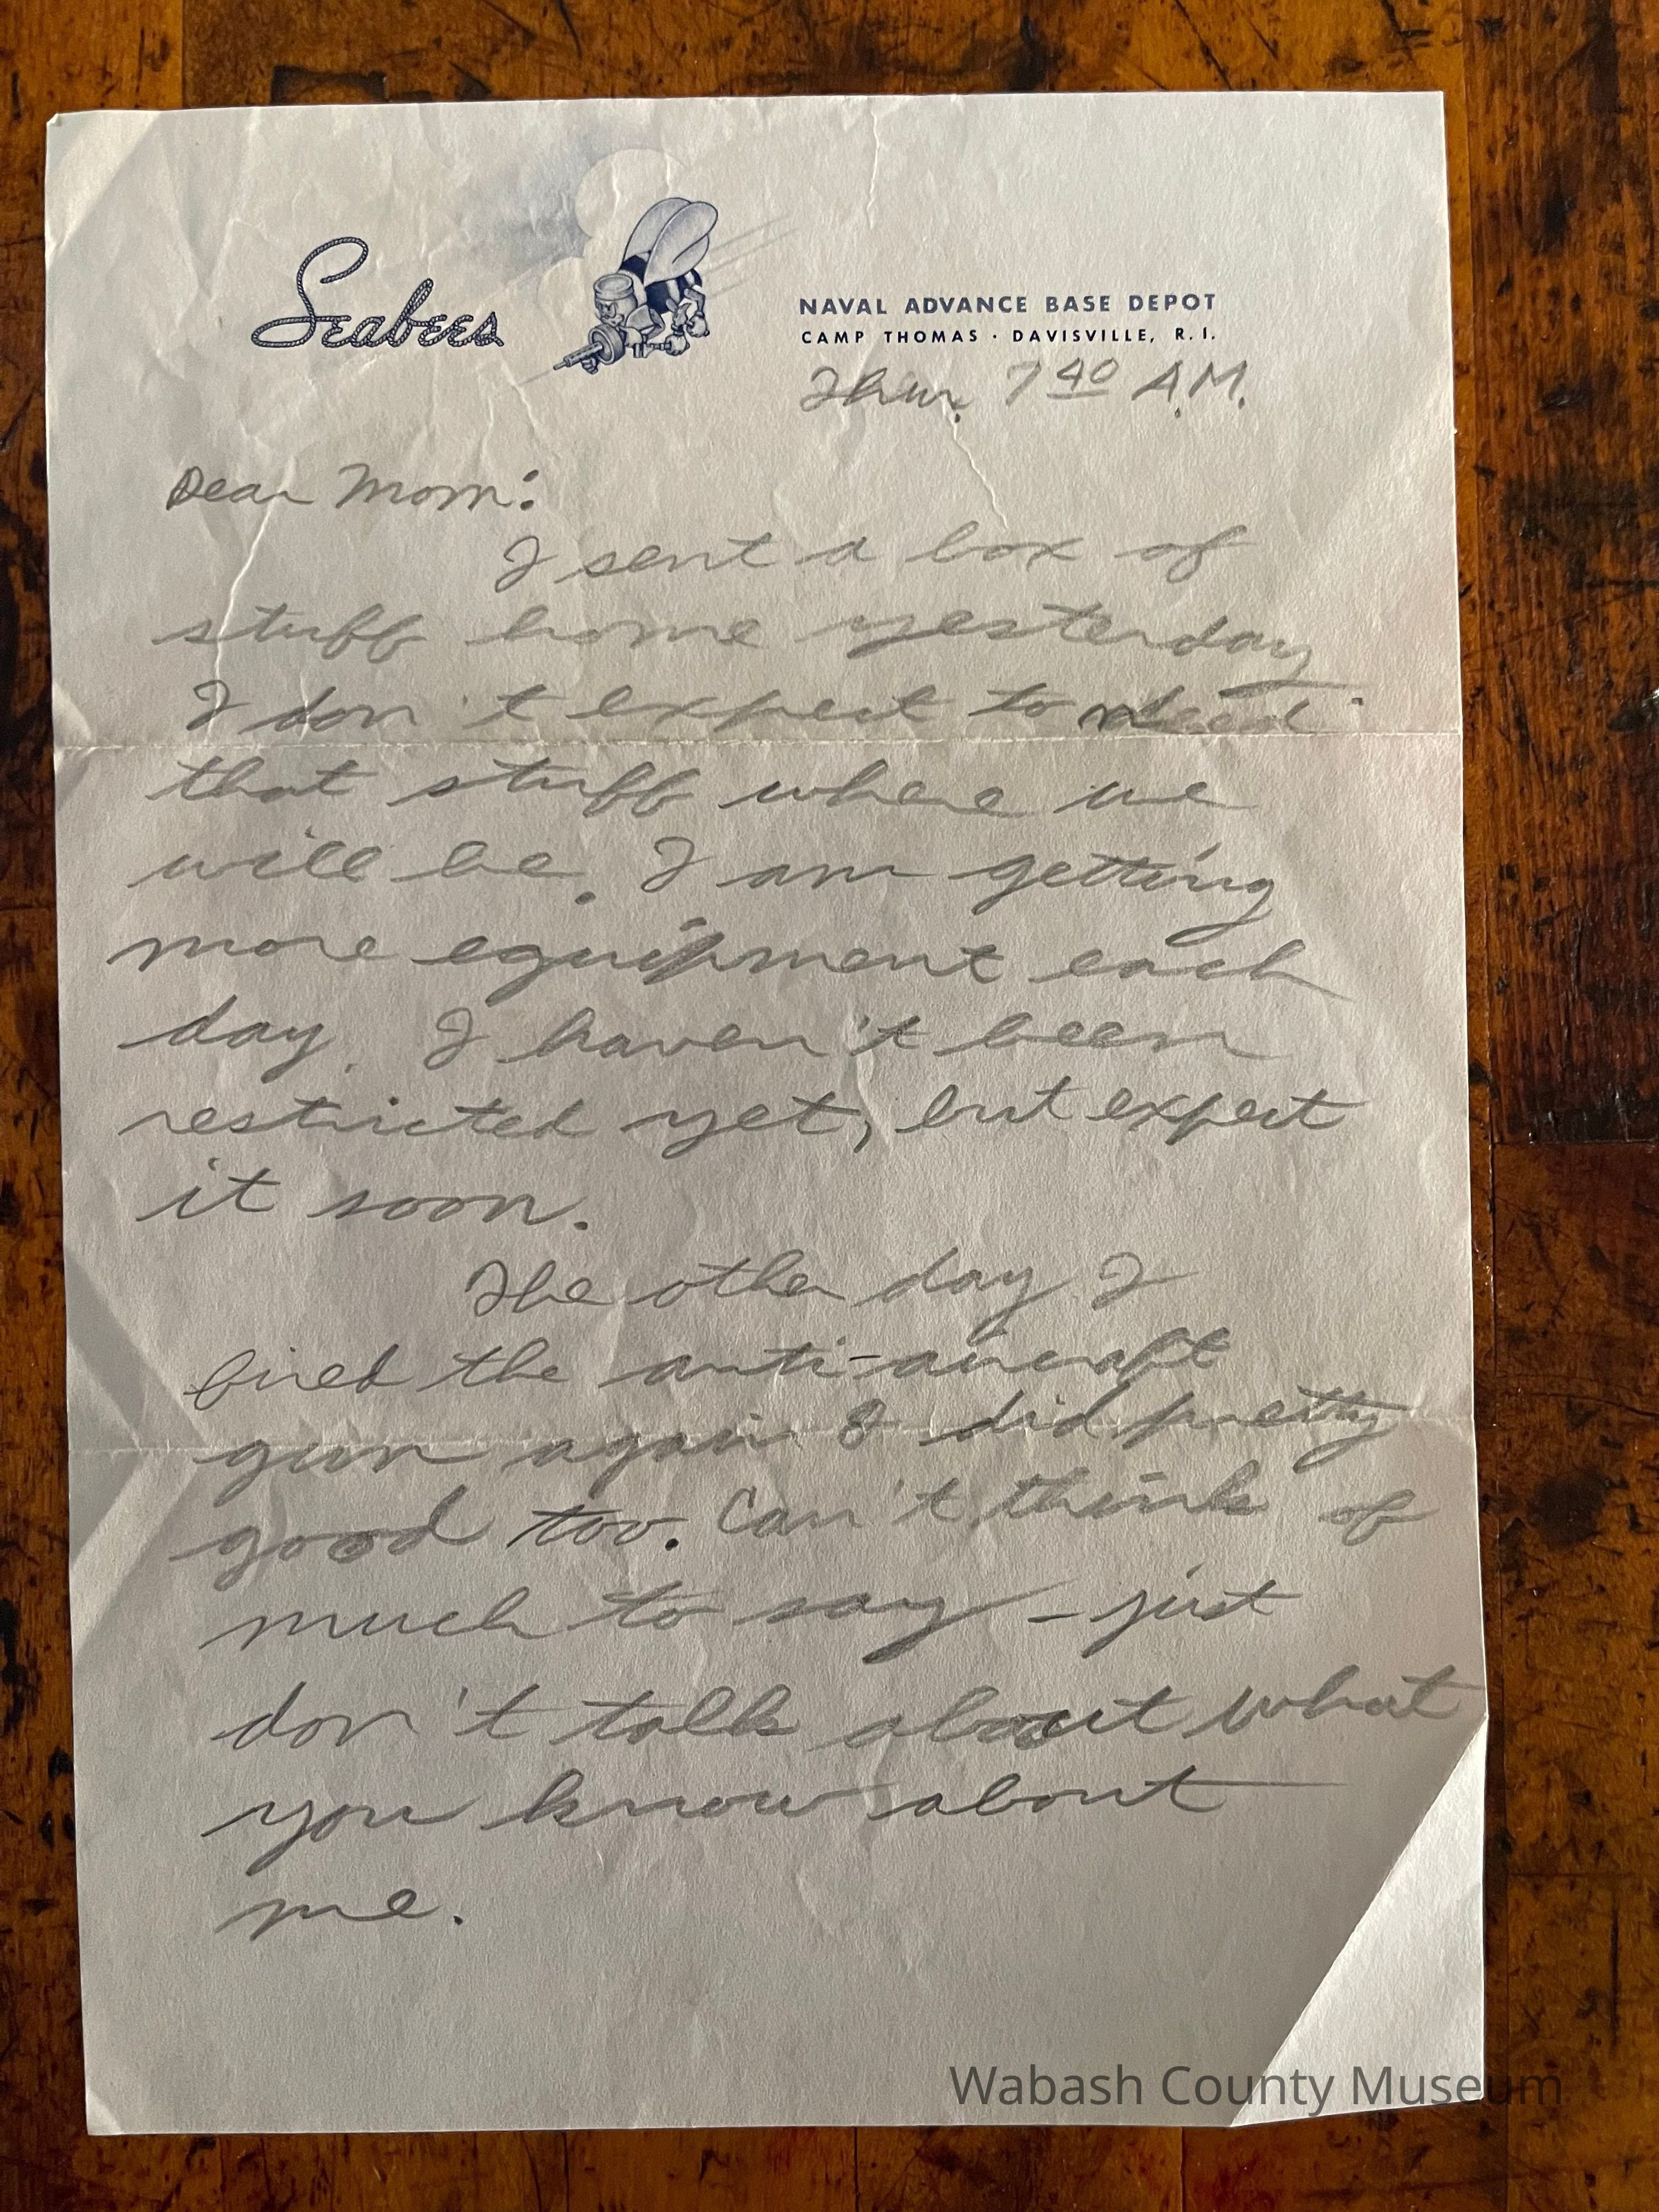 Seabees
NAVAL ADVANCE BASE DEPOT
CAMP THOMAS · DAVISVILLE, R.I.
Thur. 7 40 A.M.
Dear Mom:
I sent a box of
stuff home yesterday
I don't expect to need
that stuff where we
will be. I am getting
more equipment each
day. I haven't been
restricted yet, but expect
it soon.
The other day I
fired the anti-aircraft
gun again & did pretty
good too. Can't think of
much to say - just
don't talk about what
you know about
me.
Wabash County Museum